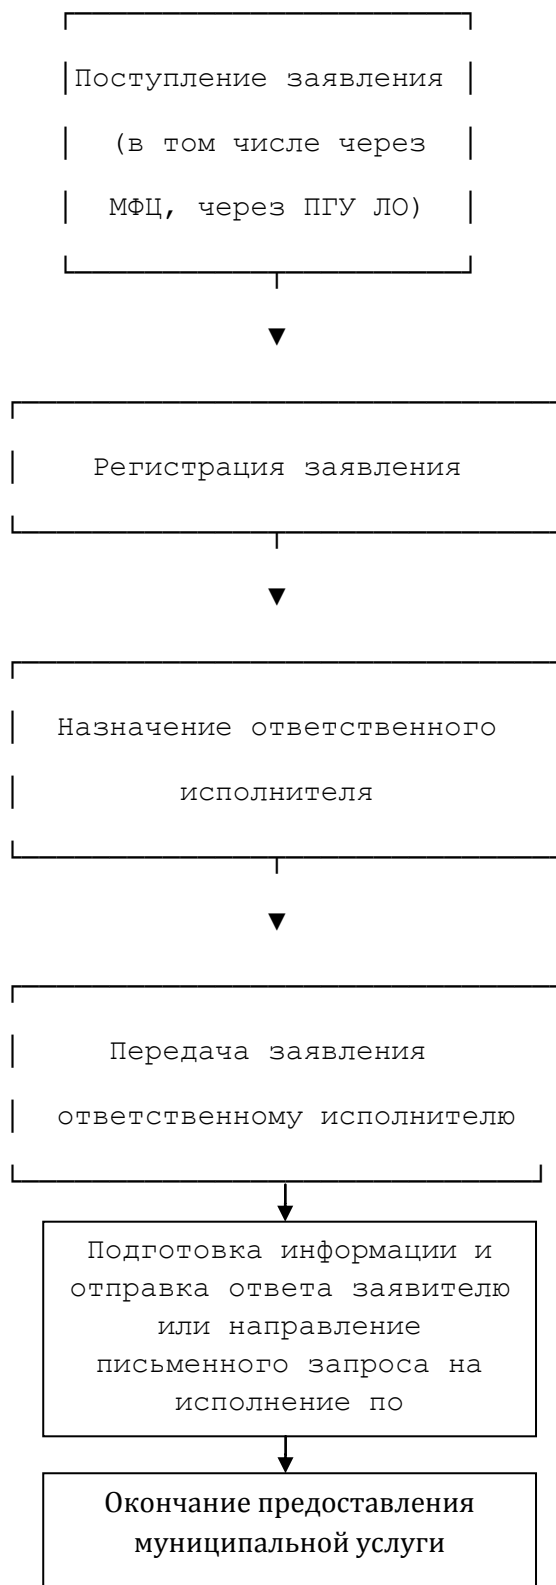 Поступление заявления
(в том числе через
МФЦ, через ПГУ ЛО)
Регистрация заявления
Назначение ответственного
исполнителя
Передача заявления
ответственному исполнителю
Подготовка информации и
отправка ответа заявителю
или направление
письменного запроса на
исполнение по
Окончание предоставления
муниципальной услуги